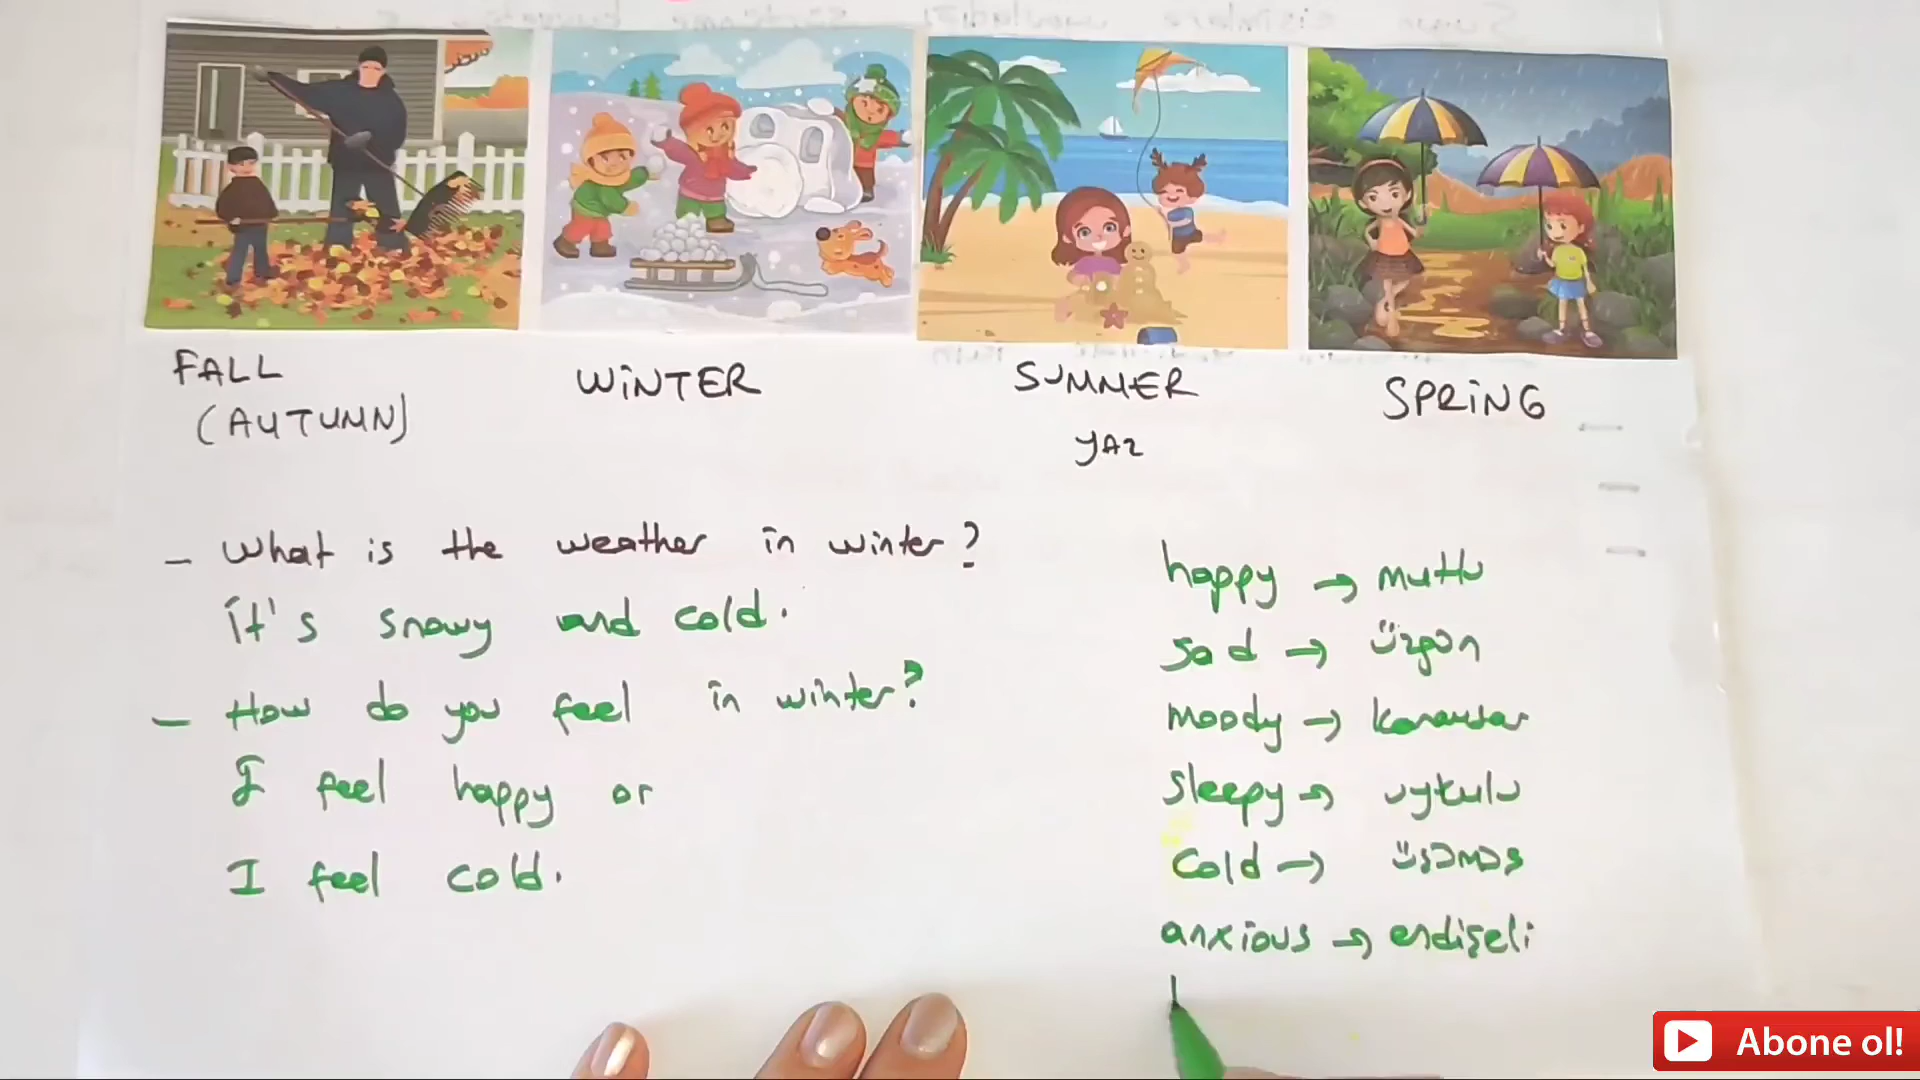 FALL
(AUTUMN)
WiNTER
SUMMER
YAZ
SPRiNG
- What is the weather in winter?
it's snowy and cold.
- How do you feel in winter?
I feel happy or
I feel cold.
happy → mutlu
sad → üzgün
moody → karamsar
sleepy → uykulu
cold → üşümüş
anxious → endişeli
Abone ol!